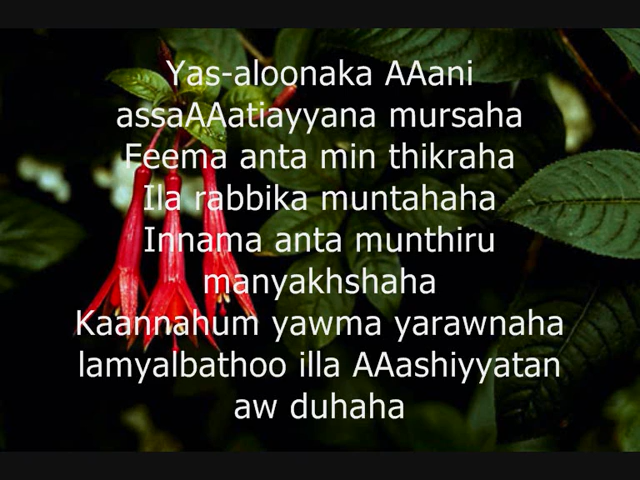 Yas-aloonaka AAani
assaAAatiayyana mursaha
Feema anta min thikraha
Ila rabbika muntahaha
Innama anta munthiru
manyakhshaha
Kaannahum yawma yarawnaha
lamyalbathoo illa AAashiyyatan
aw duhaha